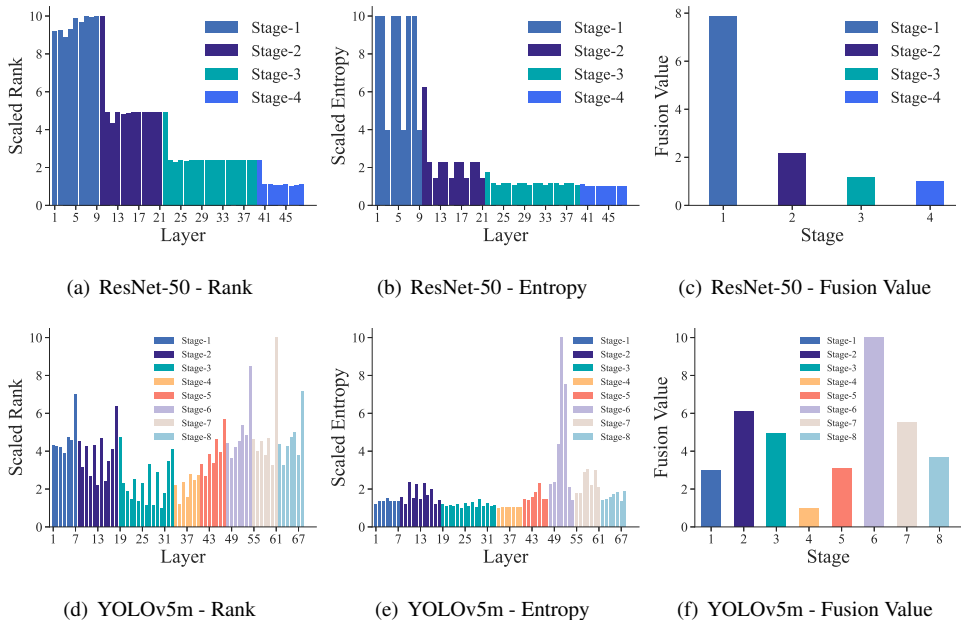 Scaled Rank
10
8
6
4
2
0
1 5 9 13 17 21 25 29 33 37 41 45
Layer
Stage-1
Stage-2
Stage-3
Stage-4
(a) ResNet-50 - Rank
Scaled Entropy
10
8
6
4
2
0
1 5 9 13 17 21 25 29 33 37 41 45
Layer
Stage-1
Stage-2
Stage-3
Stage-4
(b) ResNet-50 - Entropy
Fusion Value
8
6
4
2
0
1 2 3 4
Stage
Stage-1
Stage-2
Stage-3
Stage-4
(c) ResNet-50 - Fusion Value
Scaled Rank
10
8
6
4
2
0
1 7 13 19 25 31 37 43 49 55 61 67
Layer
Stage-1
Stage-2
Stage-3
Stage-4
Stage-5
Stage-6
Stage-7
Stage-8
(d) YOLOv5m - Rank
Scaled Entropy
10
8
6
4
2
0
1 7 13 19 25 31 37 43 49 55 61 67
Layer
Stage-1
Stage-2
Stage-3
Stage-4
Stage-5
Stage-6
Stage-7
Stage-8
(e) YOLOv5m - Entropy
Fusion Value
10
8
6
4
2
0
1 2 3 4 5 6 7 8
Stage
Stage-1
Stage-2
Stage-3
Stage-4
Stage-5
Stage-6
Stage-7
Stage-8
(f) YOLOv5m - Fusion Value